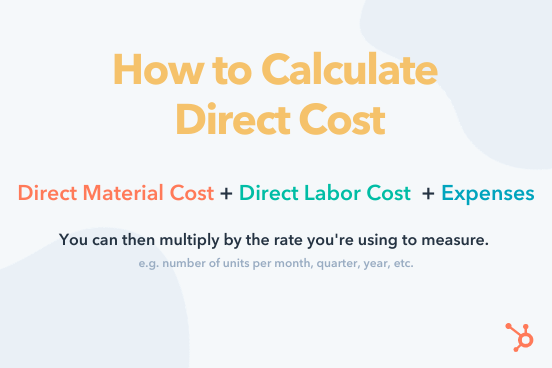 How to Calculate
Direct Cost
Direct Material Cost + Direct Labor Cost + Expenses
You can then multiply by the rate you're using to measure.
e.g. number of units per month, quarter, year, etc.